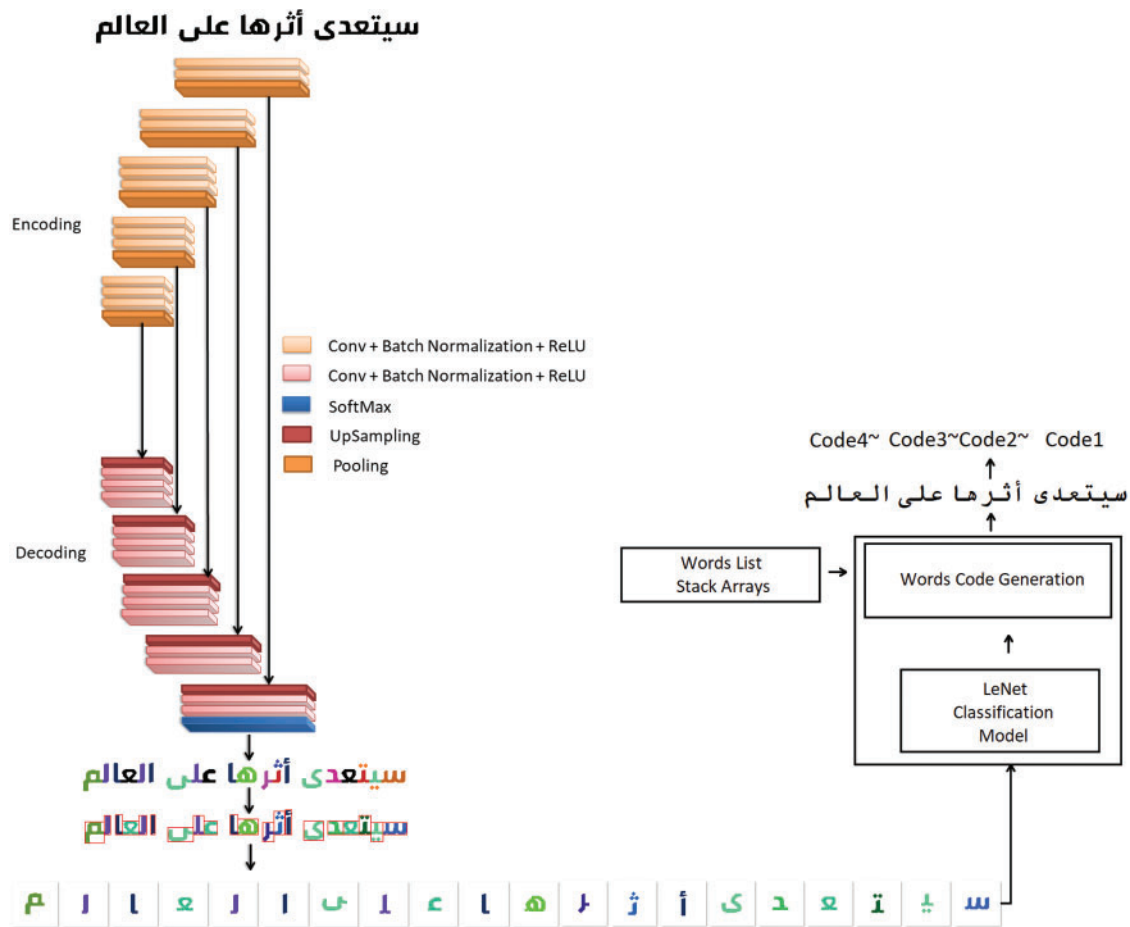 سيتعدى أثرها على العالم
Encoding
Conv + Batch Normalization + ReLU
Conv + Batch Normalization + ReLU
SoftMax
UpSampling
Pooling
Decoding
سيتعدى أثرها على العالم
سيتعدى أثرها على العالم
س ي ت ع د ى أ ث ر ه ا ع ل ى ا ل ع ا ل م
Code4~ Code3~Code2~ Code1
سيتعدى أثرها على العالم
Words List
Stack Arrays
Words Code Generation
LeNet
Classification
Model